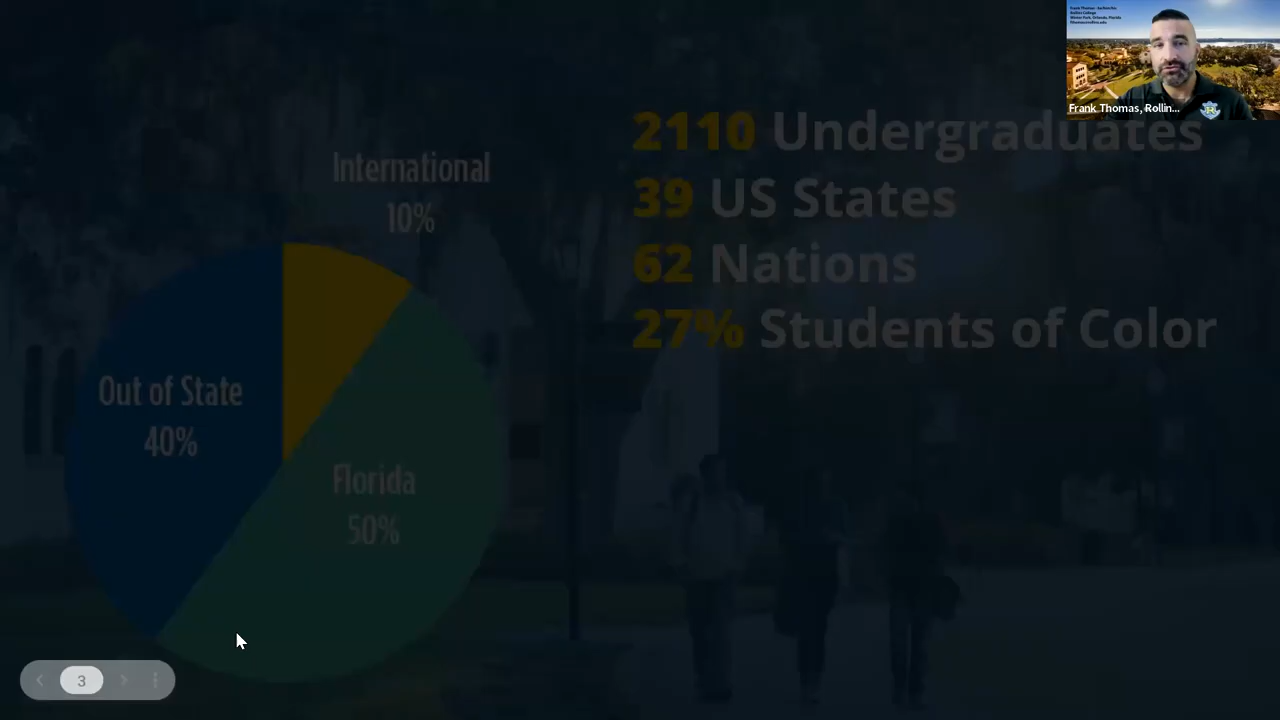 Frank Thomas, Rollin...
2110 Undergraduates
39 US States
62 Nations
27% Students of Color
International
10%
Out of State
40%
Florida
50%
3